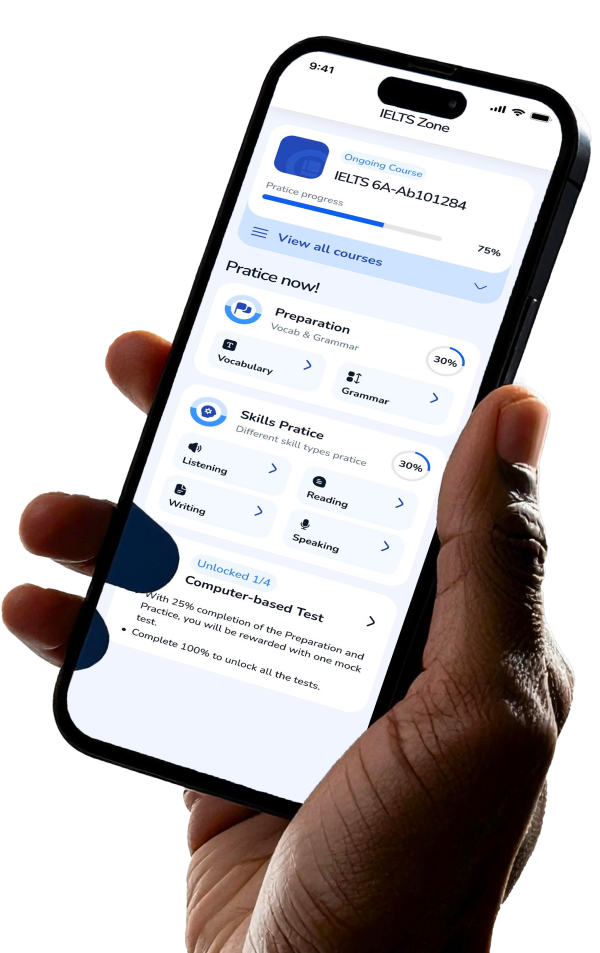 9:41
IELTS Zone
Ongoing Course
IELTS 6A-Ab101284
Pratice progress
75%
View all courses
Pratice now!
Preparation
Vocab & Grammar
30%
Vocabulary
Grammar
Skills Pratice
Different skill types pratice
30%
Listening
Reading
Writing
Speaking
Unlocked 1/4
Computer-based Test
With 25% completion of the Preparation and
Practice, you will be rewarded with one mock
test.
• Complete 100% to unlock all the tests.